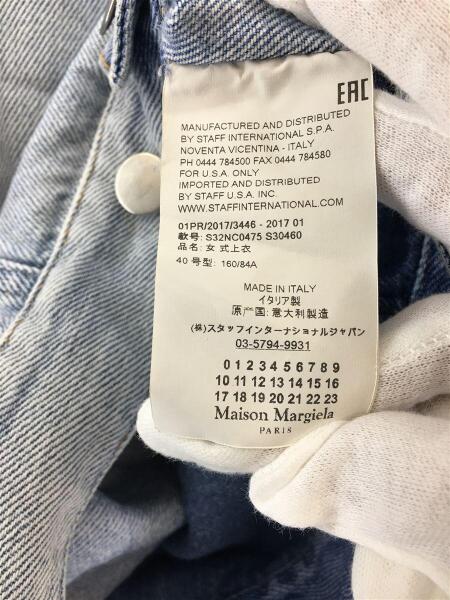 EAC
MANUFACTURED AND DISTRIBUTED
BY STAFF INTERNATIONAL S.P.A.
NOVENTA VICENTINA - ITALY
PH 0444 784500 FAX 0444 784580
FOR U.S.A. ONLY
IMPORTED AND DISTRIBUTED
BY STAFF U.S.A. INC.
WWW.STAFFINTERNATIONAL.COM
01PR/2017/3446 - 2017 01
款号: S32NC0475 S30460
品名: 女式上衣
40 号型: 160/84A
MADE IN ITALY
イタリア製
原产国: 意大利製造
(株)スタッフインターナショナルジャパン
03-5794-9931
0 1 2 3 4 5 6 7 8 9
10 11 12 13 14 15 16
17 18 19 20 21 22 23
Maison Margiela
PARIS